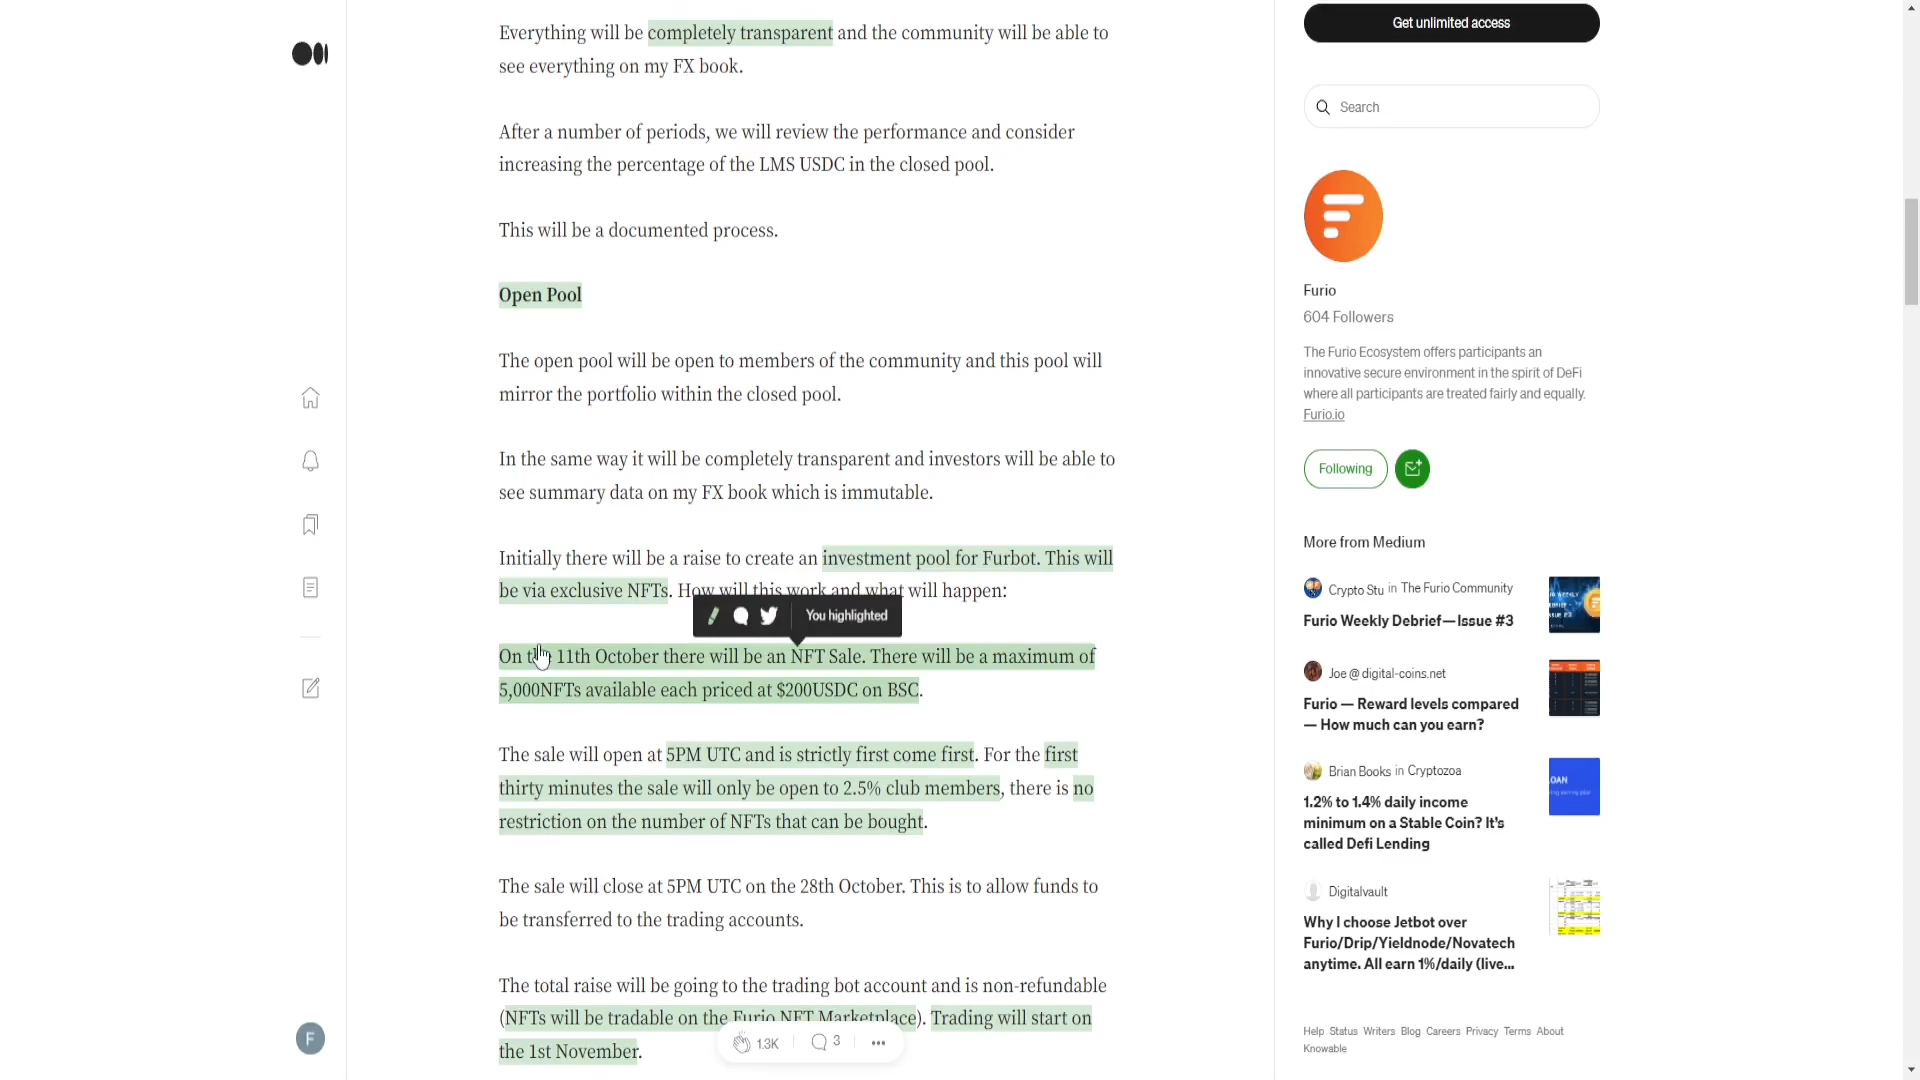 Everything will be completely transparent and the community will be able to
see everything on my FX book.
After a number of periods, we will review the performance and consider
increasing the percentage of the LMS USDC in the closed pool.
This will be a documented process.
Open Pool
The open pool will be open to members of the community and this pool will
mirror the portfolio within the closed pool.
In the same way it will be completely transparent and investors will be able to
see summary data on my FX book which is immutable.
Initially there will be a raise to create an investment pool for Furbot. This will
be via exclusive NFTs. How will this work and what will happen:
You highlighted
On the 11th October there will be an NFT Sale. There will be a maximum of
5,000NFTs available each priced at $200USDC on BSC.
The sale will open at 5PM UTC and is strictly first come first. For the first
thirty minutes the sale will only be open to 2.5% club members, there is no
restriction on the number of NFTs that can be bought.
The sale will close at 5PM UTC on the 28th October. This is to allow funds to
be transferred to the trading accounts.
The total raise will be going to the trading bot account and is non-refundable
(NFTs will be tradable on the Furio NFT Marketplace). Trading will start on
the 1st November.
1.3K 3
F
Get unlimited access
Search
Furio
604 Followers
The Furio Ecosystem offers participants an
innovative secure environment in the spirit of DeFi
where all participants are treated fairly and equally.
Furio.io
Following
More from Medium
Crypto Stu in The Furio Community
Furio Weekly Debrief — Issue #3
Joe @ digital-coins.net
Furio — Reward levels compared
— How much can you earn?
Brian Books in Cryptozoa
1.2% to 1.4% daily income
minimum on a Stable Coin? It's
called Defi Lending
Digitalvault
Why I choose Jetbot over
Furio/Drip/Yieldnode/Novatech
anytime. All earn 1%/daily (live...
Help Status Writers Blog Careers Privacy Terms About
Knowable